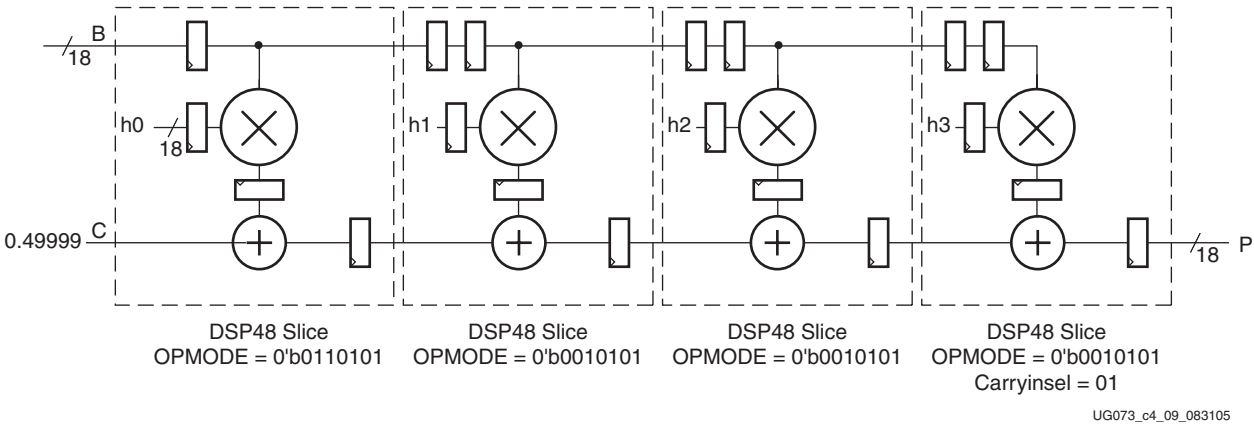 B
18
h0
18
h1
h2
h3
0.49999 C
18
P
DSP48 Slice
OPMODE = 0'b0110101
DSP48 Slice
OPMODE = 0'b0010101
DSP48 Slice
OPMODE = 0'b0010101
DSP48 Slice
OPMODE = 0'b0010101
Carryinsel = 01
UG073_c4_09_083105